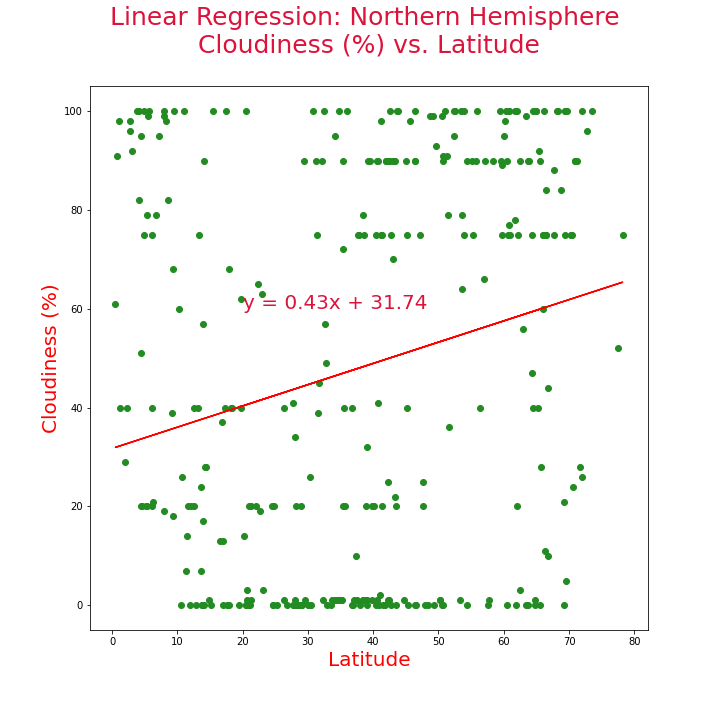 Linear Regression: Northern Hemisphere
Cloudiness (%) vs. Latitude
100
80
60
40
20
0
Cloudiness (%)
y = 0.43x + 31.74
0 10 20 30 40 50 60 70 80
Latitude